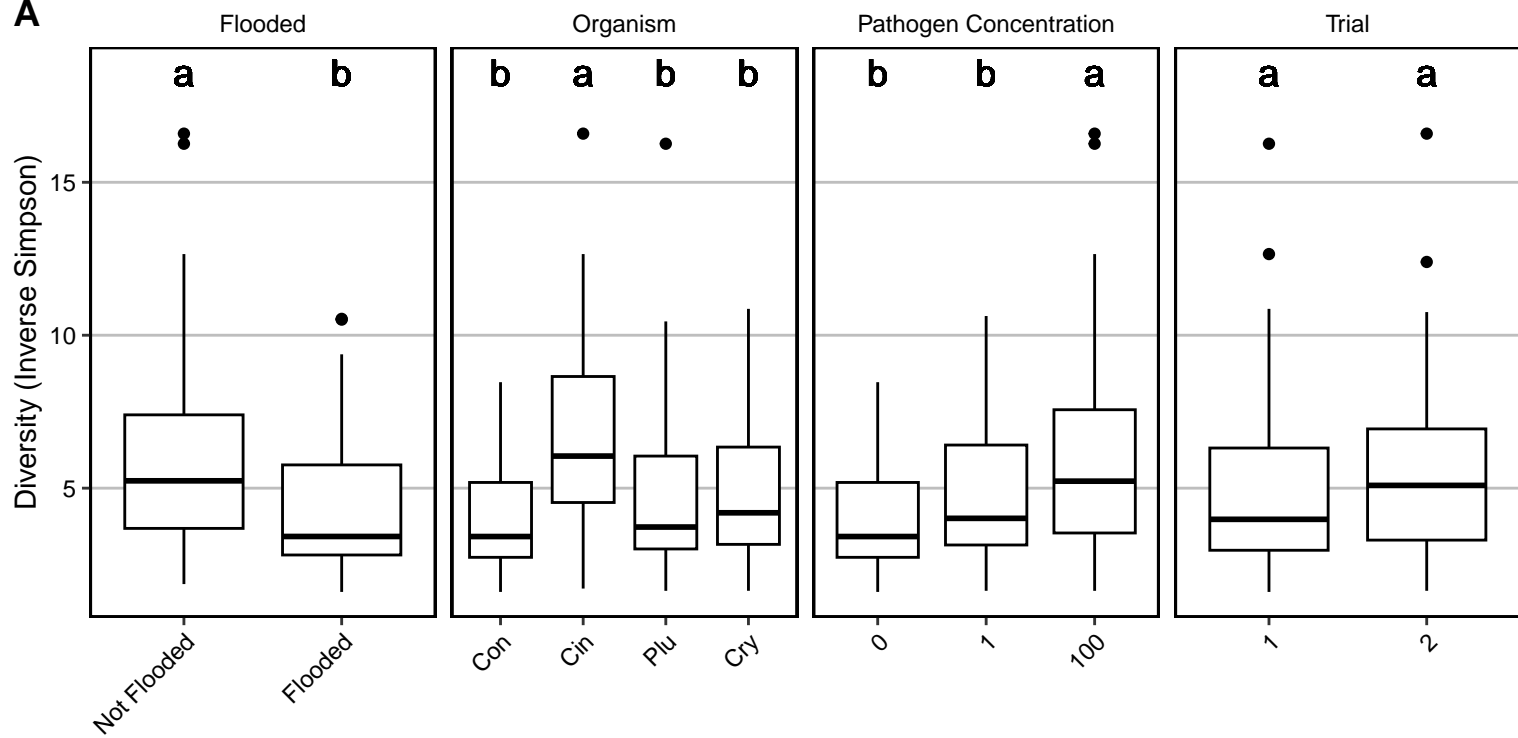 A
Flooded Organism Pathogen Concentration Trial
a b b a b b b b a a a
Diversity (Inverse Simpson)
15
10
5
Not Flooded Flooded Con Cin Plu Cry 0 1 100 1 2